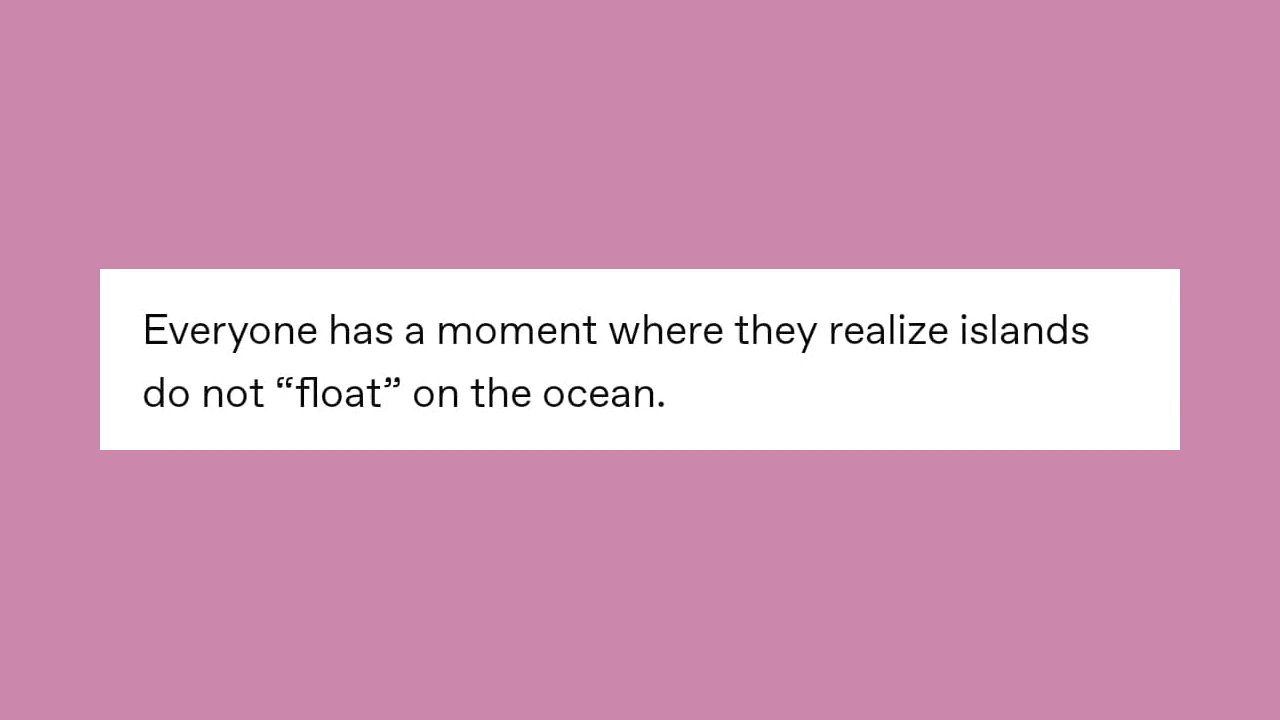 Everyone has a moment where they realize islands
do not “float” on the ocean.